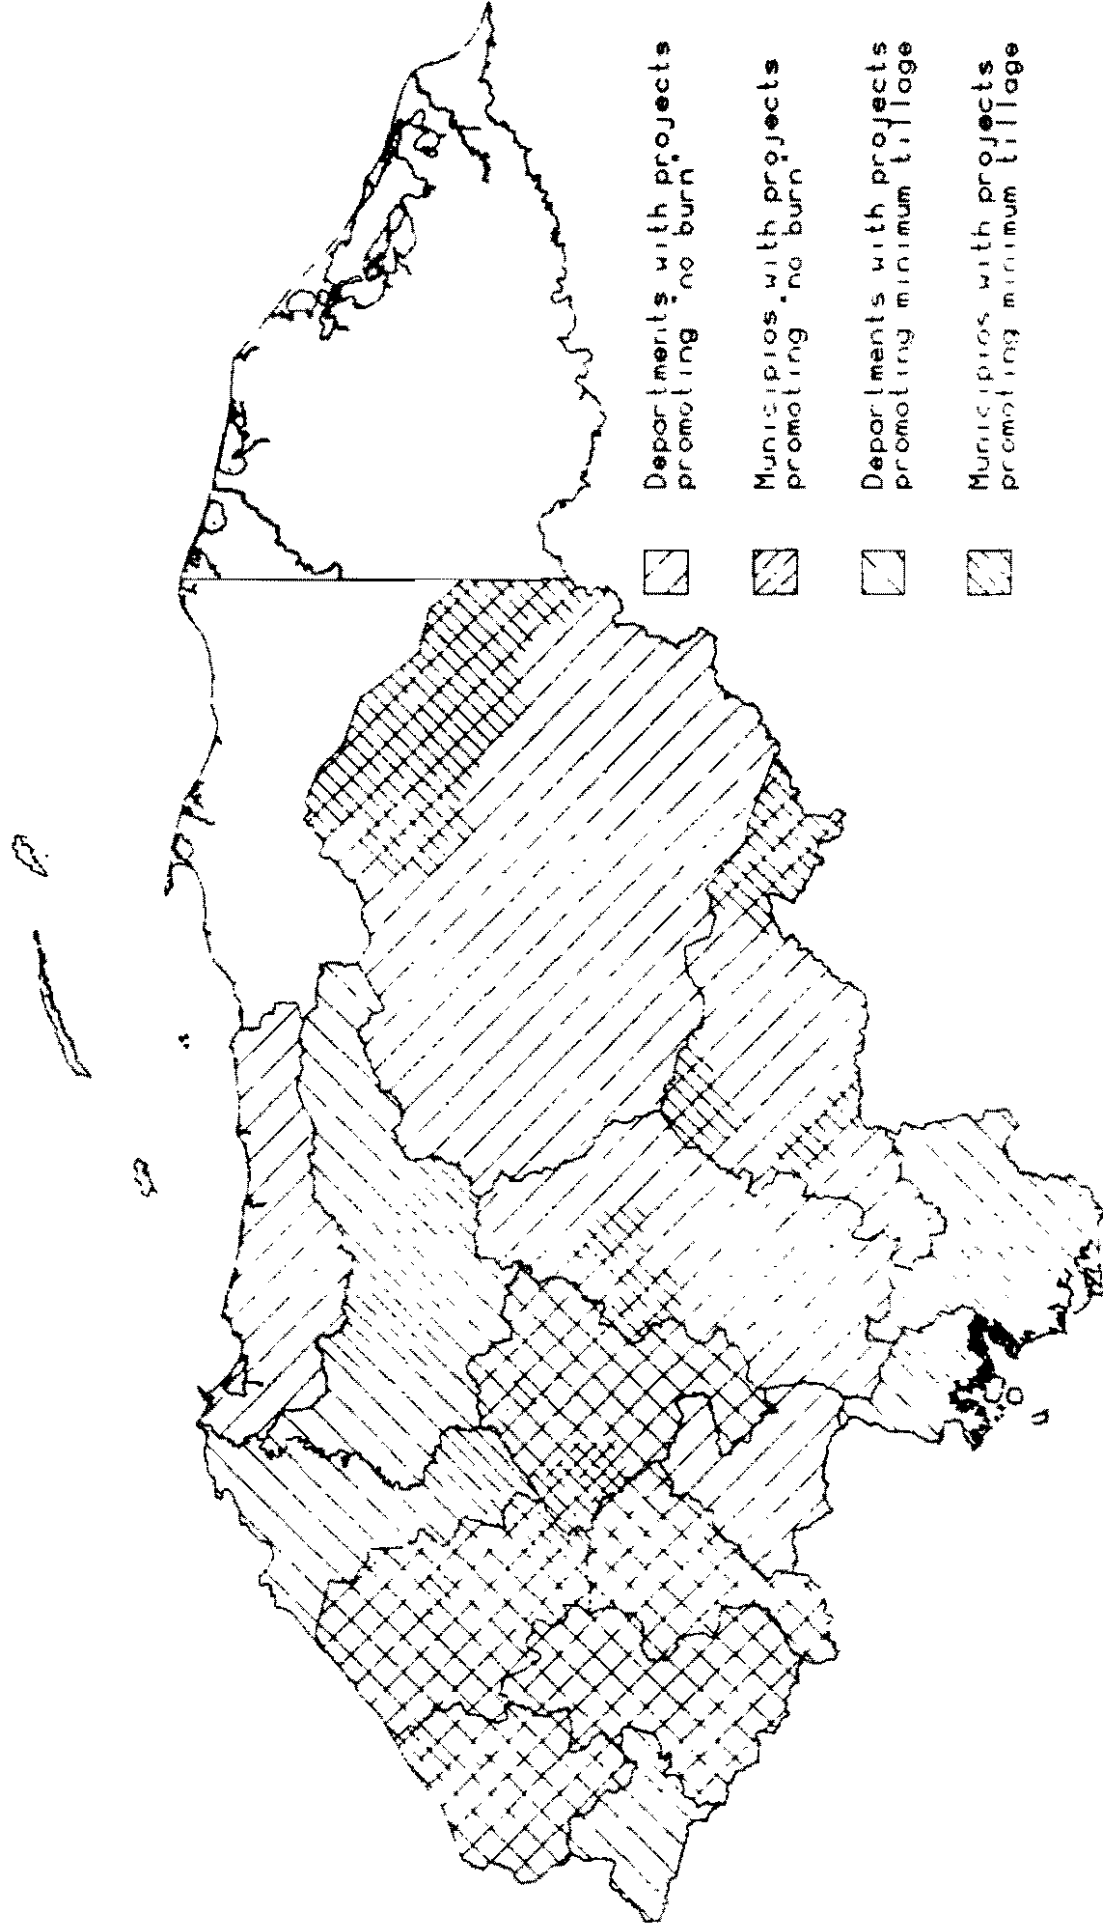 Departments with projects
promoting "no burn"
Municipios with projects
promoting "no burn"
Departments with projects
promoting minimum tillage
Municipios with projects
promoting minimum tillage